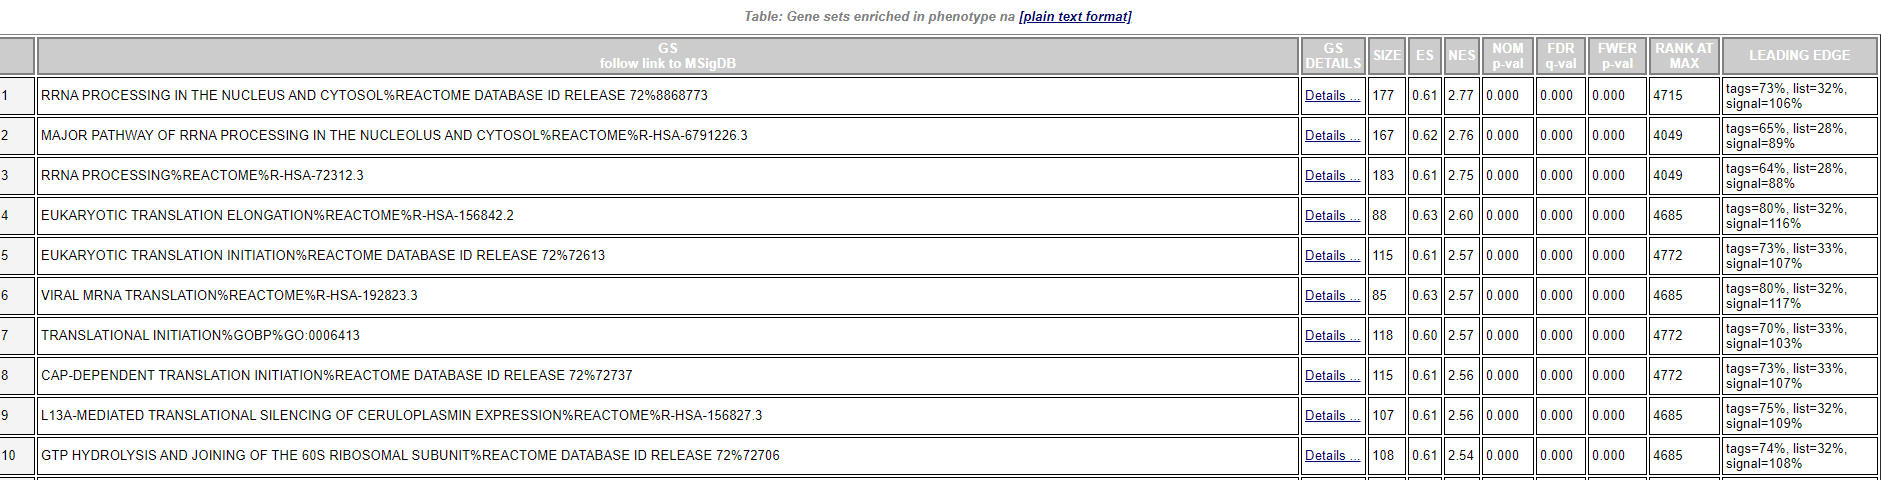 Table: Gene sets enriched in phenotype na [plain text format]
GS follow link to MSigDB GS DETAILS SIZE ES NES NOM p-val FDR q-val FWER p-val RANK AT MAX LEADING EDGE
1 RRNA PROCESSING IN THE NUCLEUS AND CYTOSOL%REACTOME DATABASE ID RELEASE 72%8868773 Details ... 177 0.61 2.77 0.000 0.000 0.000 4715 tags=73%, list=32%, signal=106%
2 MAJOR PATHWAY OF RRNA PROCESSING IN THE NUCLEOLUS AND CYTOSOL%REACTOME%R-HSA-6791226.3 Details ... 167 0.62 2.76 0.000 0.000 0.000 4049 tags=65%, list=28%, signal=89%
3 RRNA PROCESSING%REACTOME%R-HSA-72312.3 Details ... 183 0.61 2.75 0.000 0.000 0.000 4049 tags=64%, list=28%, signal=88%
4 EUKARYOTIC TRANSLATION ELONGATION%REACTOME%R-HSA-156842.2 Details ... 88 0.63 2.60 0.000 0.000 0.000 4685 tags=80%, list=32%, signal=116%
5 EUKARYOTIC TRANSLATION INITIATION%REACTOME DATABASE ID RELEASE 72%72613 Details ... 115 0.61 2.57 0.000 0.000 0.000 4772 tags=73%, list=33%, signal=107%
6 VIRAL MRNA TRANSLATION%REACTOME%R-HSA-192823.3 Details ... 85 0.63 2.57 0.000 0.000 0.000 4685 tags=80%, list=32%, signal=117%
7 TRANSLATIONAL INITIATION%GOBP%GO:0006413 Details ... 118 0.60 2.57 0.000 0.000 0.000 4772 tags=70%, list=33%, signal=103%
8 CAP-DEPENDENT TRANSLATION INITIATION%REACTOME DATABASE ID RELEASE 72%72737 Details ... 115 0.61 2.56 0.000 0.000 0.000 4772 tags=73%, list=33%, signal=107%
9 L13A-MEDIATED TRANSLATIONAL SILENCING OF CERULOPLASMIN EXPRESSION%REACTOME%R-HSA-156827.3 Details ... 107 0.61 2.56 0.000 0.000 0.000 4685 tags=75%, list=32%, signal=109%
10 GTP HYDROLYSIS AND JOINING OF THE 60S RIBOSOMAL SUBUNIT%REACTOME DATABASE ID RELEASE 72%72706 Details ... 108 0.61 2.54 0.000 0.000 0.000 4685 tags=74%, list=32%, signal=108%